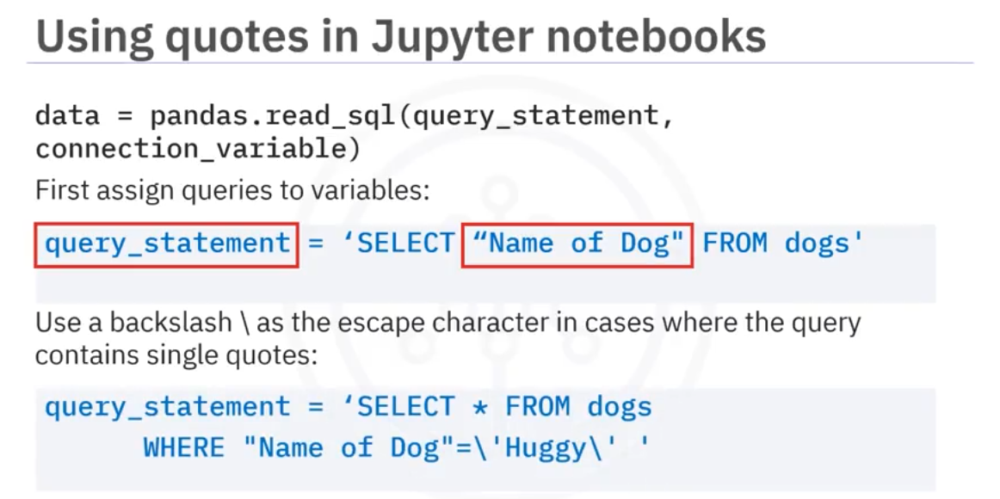 Using quotes in Jupyter notebooks
data = pandas.read_sql(query_statement,
connection_variable)
First assign queries to variables:
query_statement = ‘SELECT “Name of Dog" FROM dogs'
Use a backslash \ as the escape character in cases where the query
contains single quotes:
query_statement = ‘SELECT * FROM dogs
WHERE "Name of Dog"=\'Huggy\' '